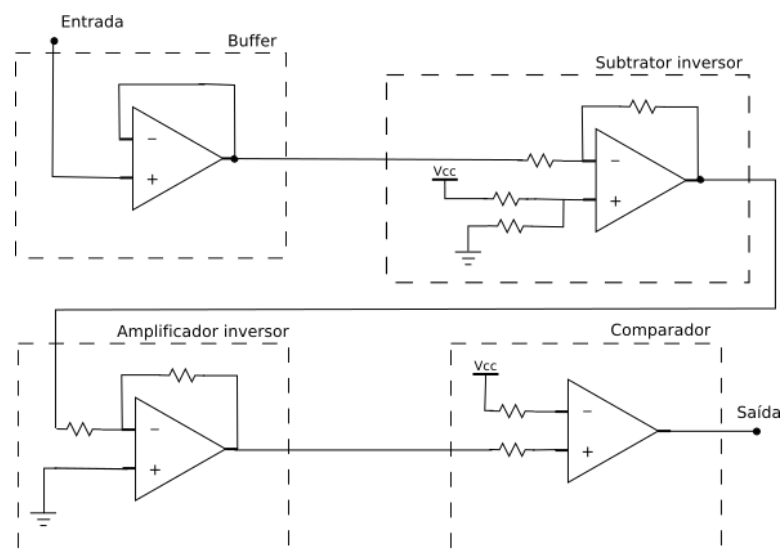 Entrada
Buffer
Subtrator inversor
−
+
Vcc
−
+
Amplificador inversor
Comparador
−
+
Vcc
−
+
Saída